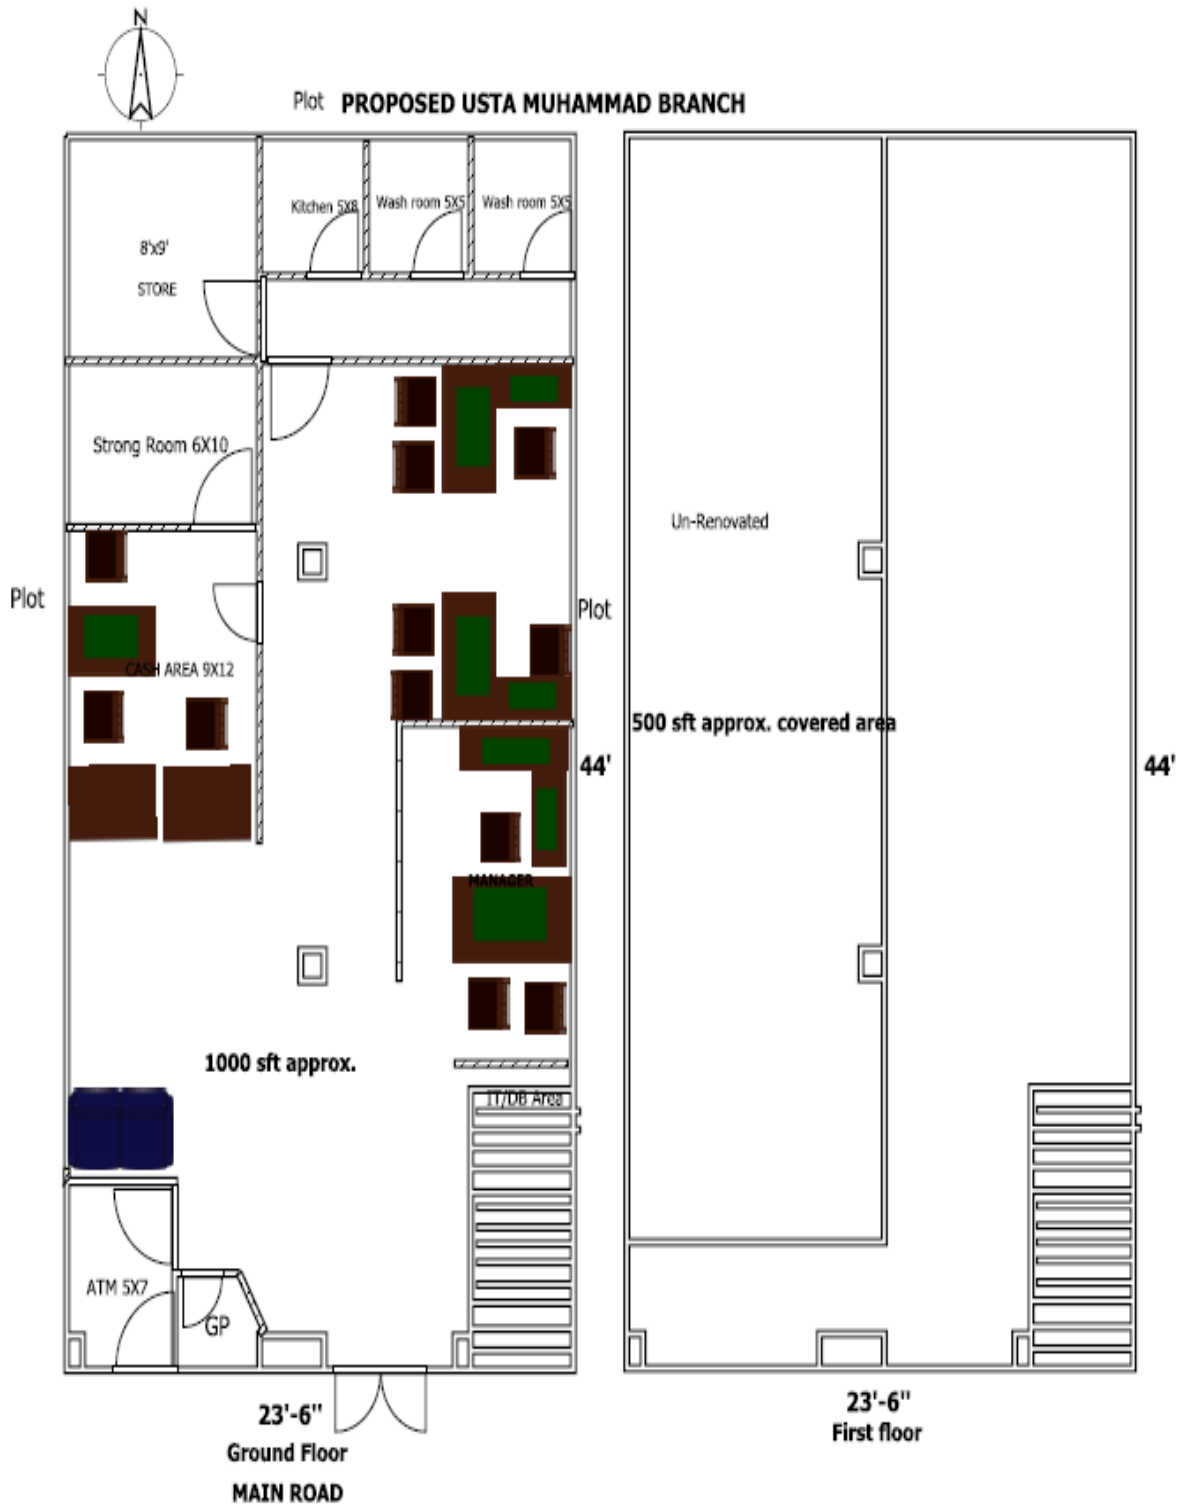 N
Plot PROPOSED USTA MUHAMMAD BRANCH
Kitchen 5X8
Wash room 5X5
Wash room 5X5
8'x9'
STORE
Strong Room 6X10
Un-Renovated
Plot
Plot
CASH AREA 9X12
500 sft approx. covered area
44'
44'
MANAGER
1000 sft approx.
IT/DB Area
ATM 5X7
GP
23'-6"
Ground Floor
MAIN ROAD
23'-6"
First floor